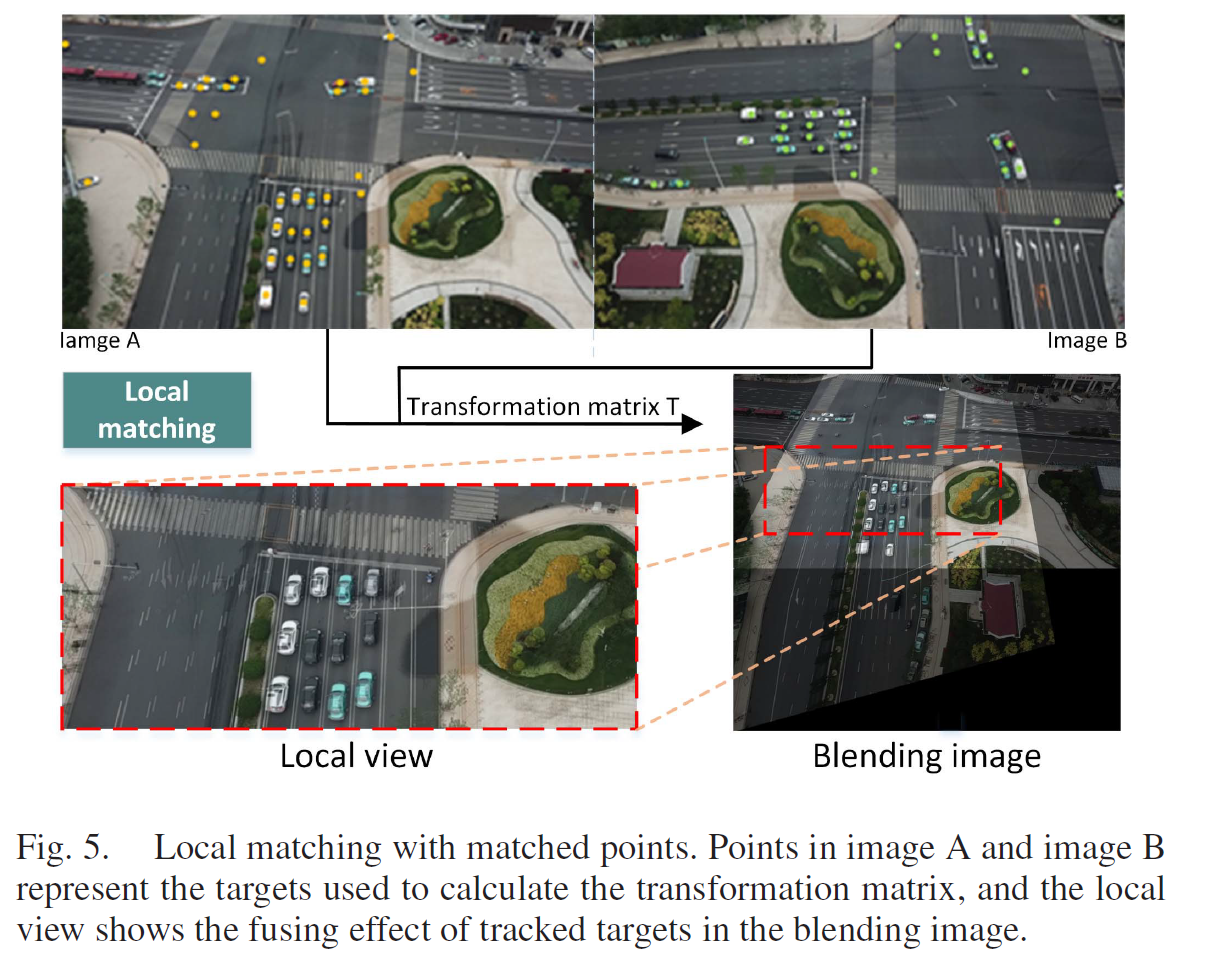 Iamge A
Image B
Local
matching
Transformation matrix T
Local view
Blending image
Fig. 5. Local matching with matched points. Points in image A and image B
represent the targets used to calculate the transformation matrix, and the local
view shows the fusing effect of tracked targets in the blending image.